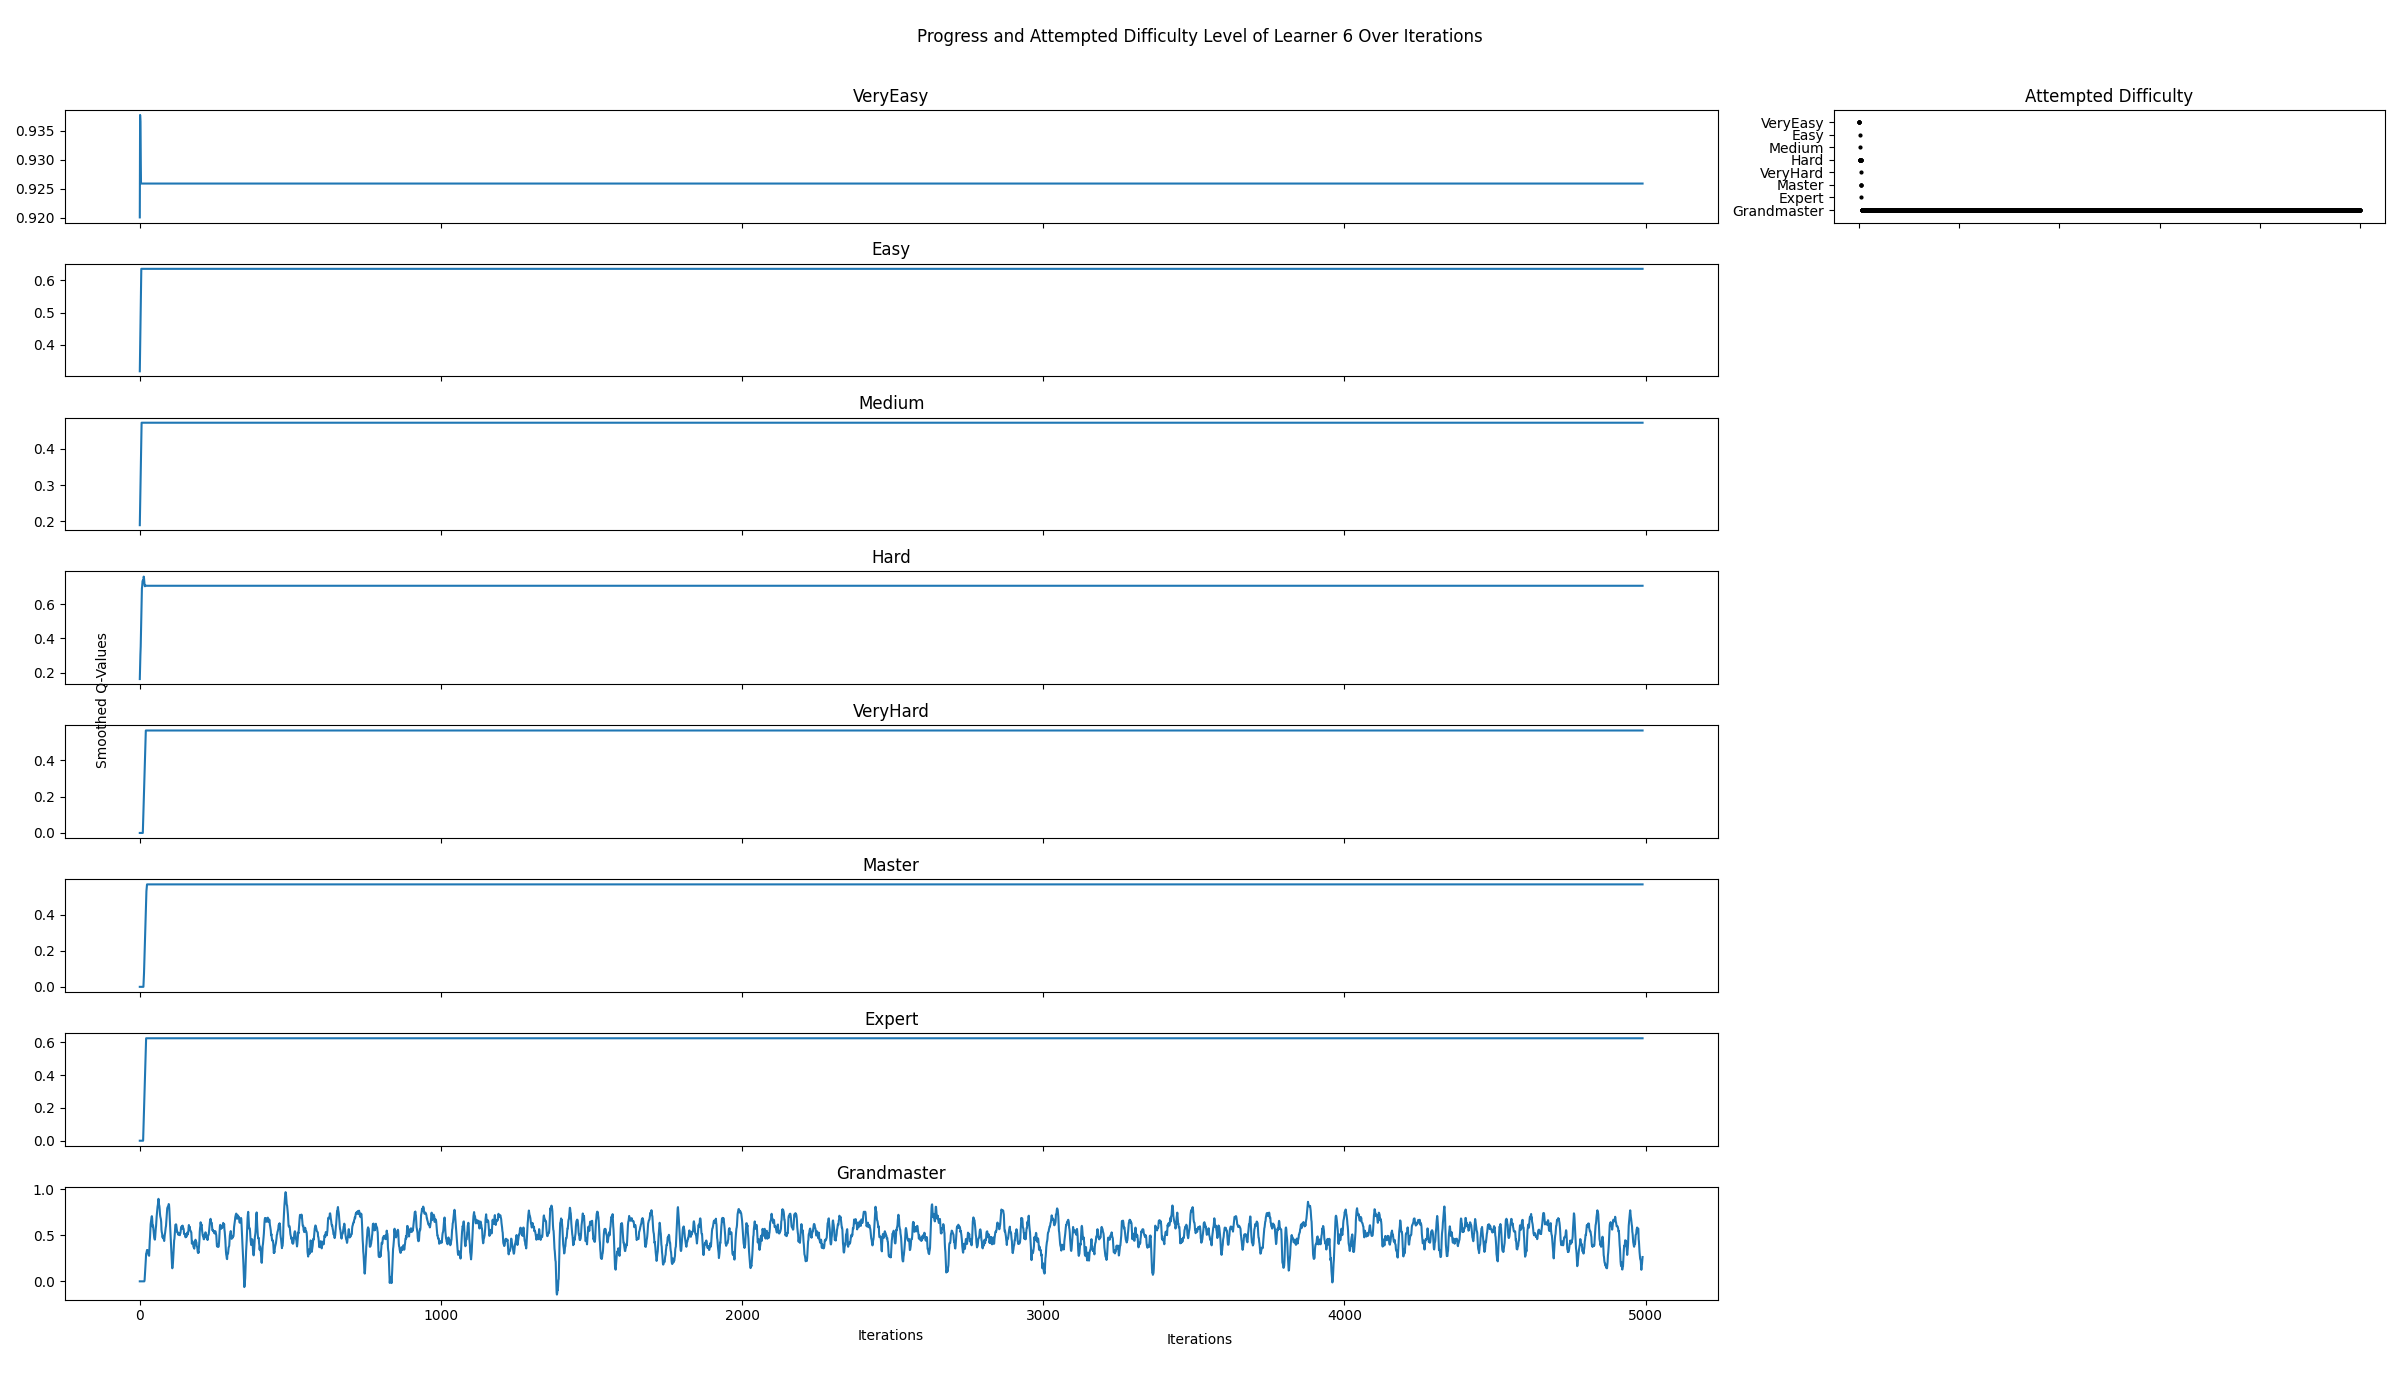 Progress and Attempted Difficulty Level of Learner 6 Over Iterations
VeryEasy
0.935
0.930
0.925
0.920
Attempted Difficulty
VeryEasy
Easy
Medium
Hard
VeryHard
Master
Expert
Grandmaster
Easy
0.6
0.5
0.4
Medium
0.4
0.3
0.2
Hard
0.6
0.4
0.2
Smoothed Q-Values
VeryHard
0.4
0.2
0.0
Master
0.4
0.2
0.0
Expert
0.6
0.4
0.2
0.0
Grandmaster
1.0
0.5
0.0
0 1000 2000 3000 4000 5000
Iterations
Iterations